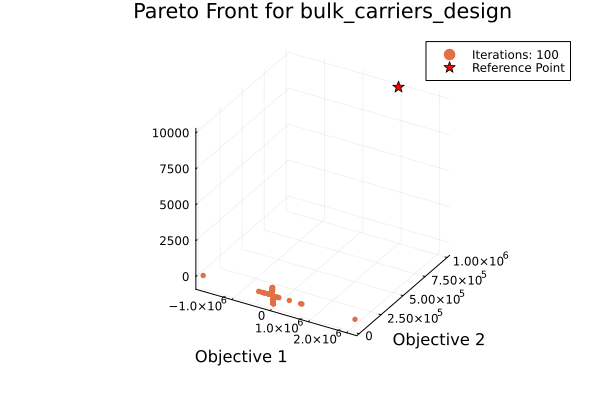 Pareto Front for bulk_carriers_design
Iterations: 100
Reference Point
10000
7500
5000
2500
0
−1.0×10⁶
0
1.0×10⁶
2.0×10⁶
0
2.50×10⁵
5.00×10⁵
7.50×10⁵
1.00×10⁶
Objective 1
Objective 2